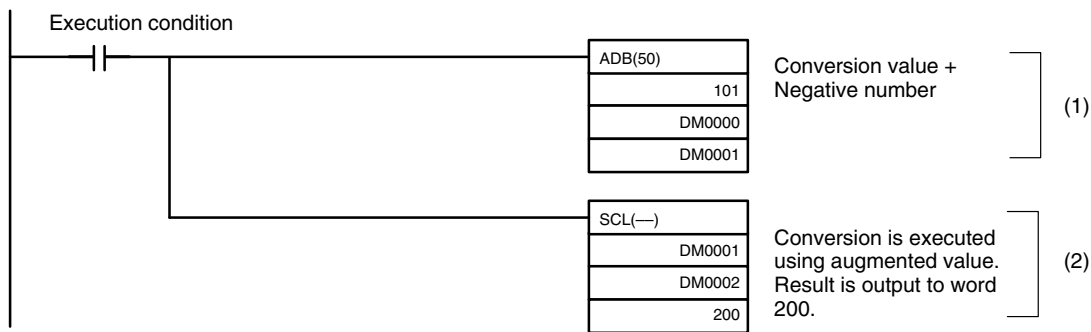 Execution condition
ADB(50)
101
DM0000
DM0001
Conversion value +
Negative number
(1)
SCL(—)
DM0001
DM0002
200
Conversion is executed
using augmented value.
Result is output to word
200.
(2)